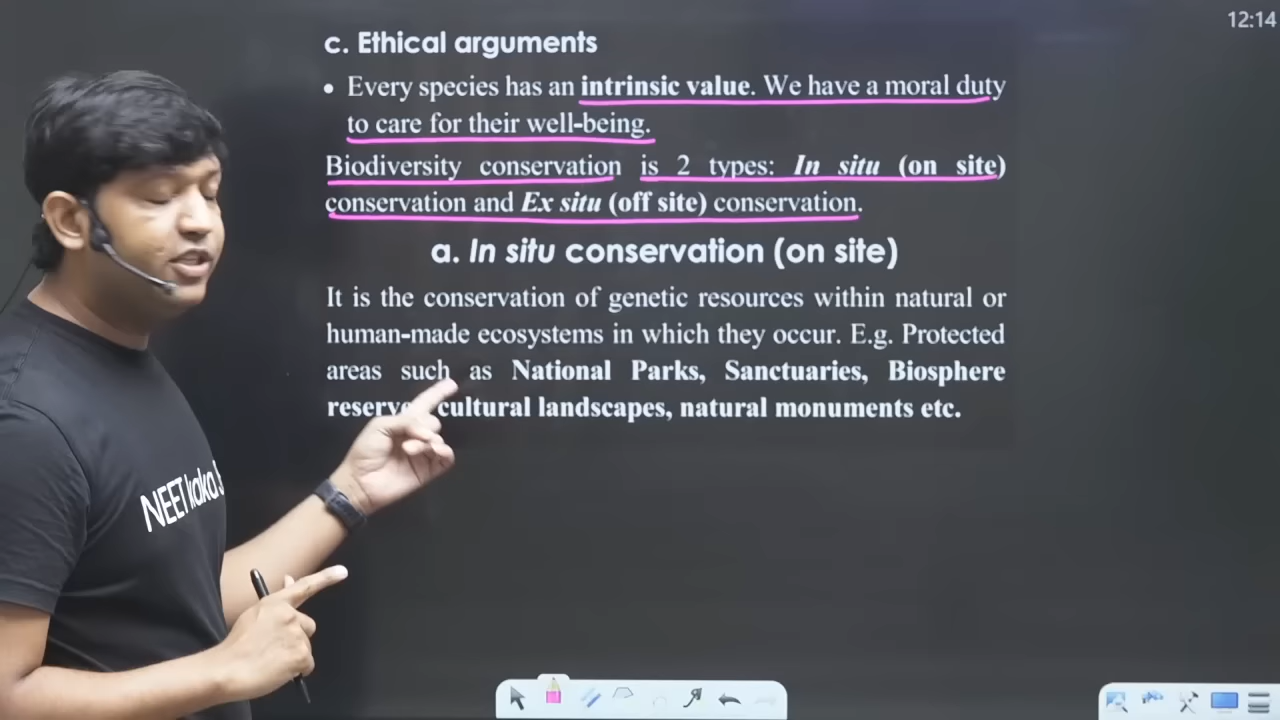 12:14
c. Ethical arguments
• Every species has an intrinsic value. We have a moral duty
to care for their well-being.
Biodiversity conservation is 2 types: In situ (on site)
conservation and Ex situ (off site) conservation.
a. In situ conservation (on site)
It is the conservation of genetic resources within natural or
human-made ecosystems in which they occur. E.g. Protected
areas such as National Parks, Sanctuaries, Biosphere
cultural landscapes, natural monuments etc.
NEET kaka